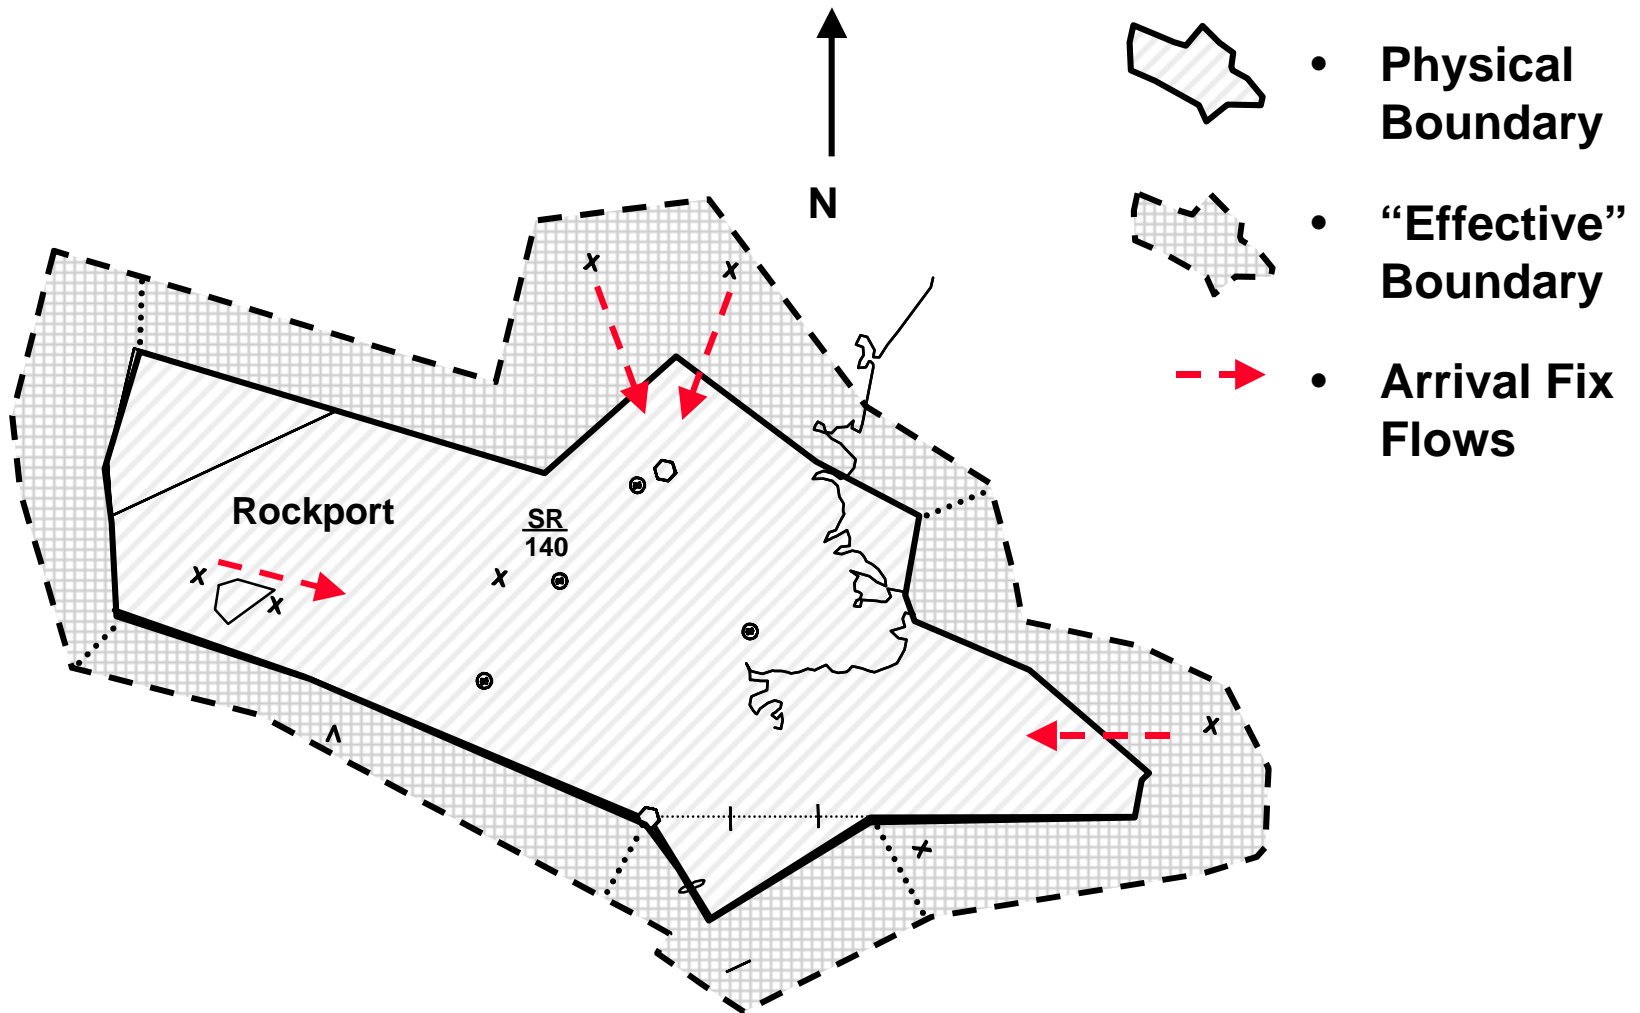 N
• Physical
Boundary
• “Effective”
Boundary
• Arrival Fix
Flows
Rockport
SR
140
x
x
x
x
x
x
x